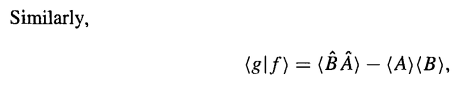 Similarly,
⟨g|f⟩ = ⟨B̂Â⟩ − ⟨A⟩⟨B⟩,